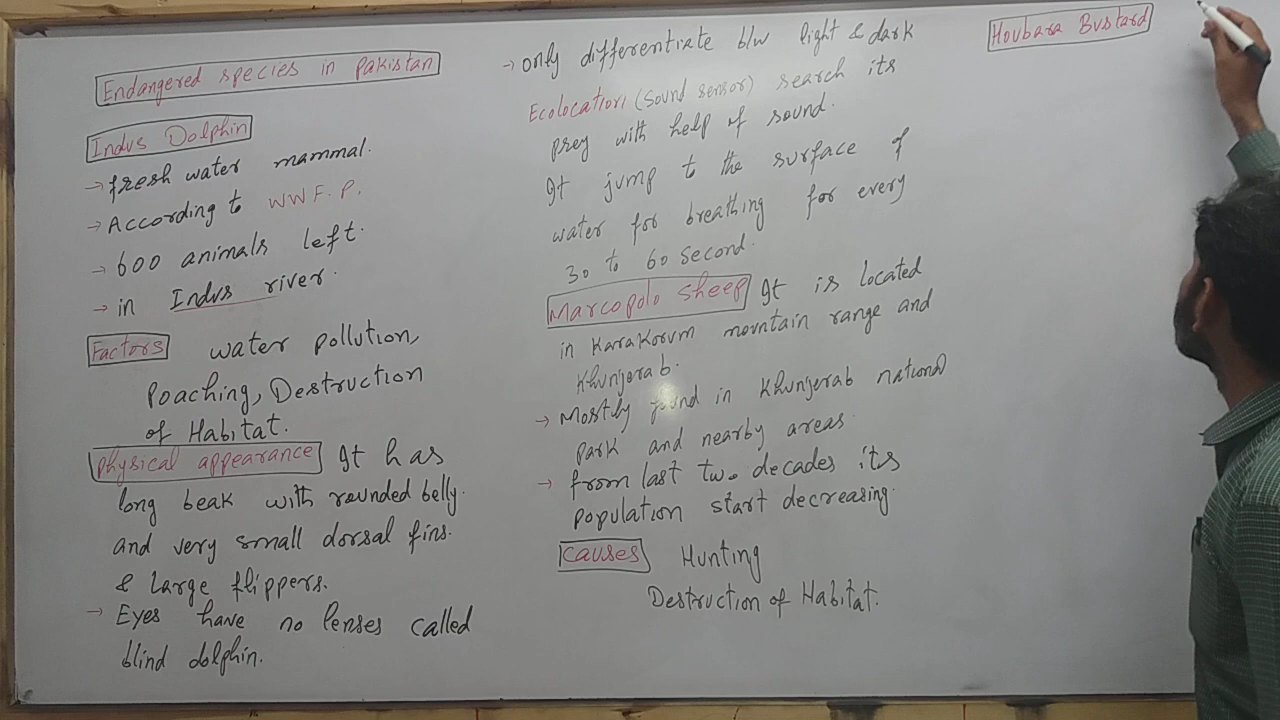 Endangered species in Pakistan
Indus Dolphin
→ fresh water mammal.
→ According to WWF.P.
→ 600 animals left.
→ in Indus river.
Factors water pollution,
Poaching, Destruction
of Habitat.
Physical appearance It has
long beak with rounded belly.
and very small dorsal fins.
& Large flippers.
→ Eyes have no lenses called
blind dolphin.
→ only differentiate b/w light & dark
Ecolocation (Sound sensor) search its
prey with help of sound.
It jump to the surface of
water for breathing for every
30 to 60 second.
Marcopolo Sheep It is located
in Karakorum mountain range and
Khunjerab.
→ Mostly found in Khunjerab national
park and nearby areas.
→ from last two decades its
population start decreasing.
Causes Hunting
Destruction of Habitat.
Houbara Bustard